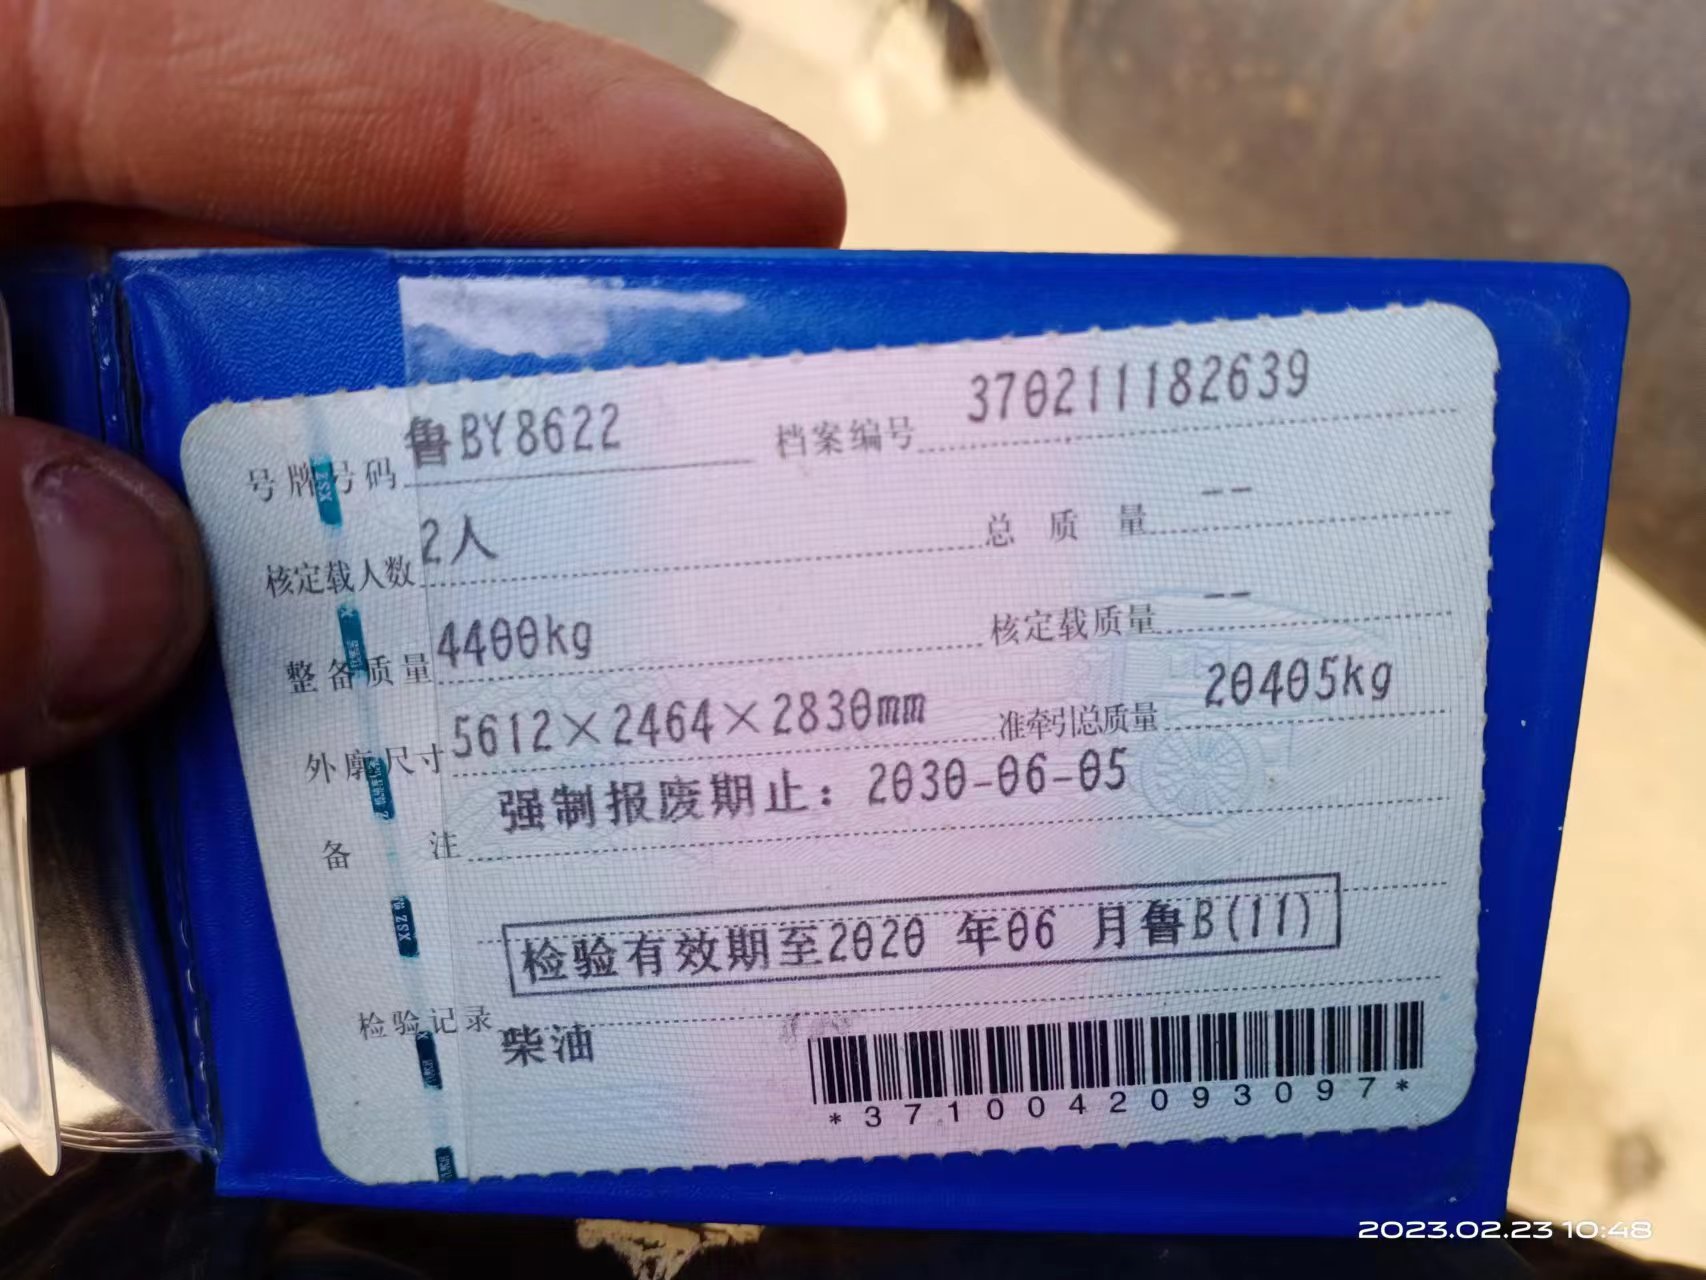 号牌号码 鲁BY8622 档案编号 370211182639
核定载人数 2人 总质量 --
整备质量 4400kg 核定载质量 --
外廓尺寸 5612×2464×2830mm 准牵引总质量 20405kg
备注 强制报废期止：2030-06-05
检验有效期至2020 年06 月鲁B(11)
检验记录 柴油
*3710042093097*
2023.02.23 10:48